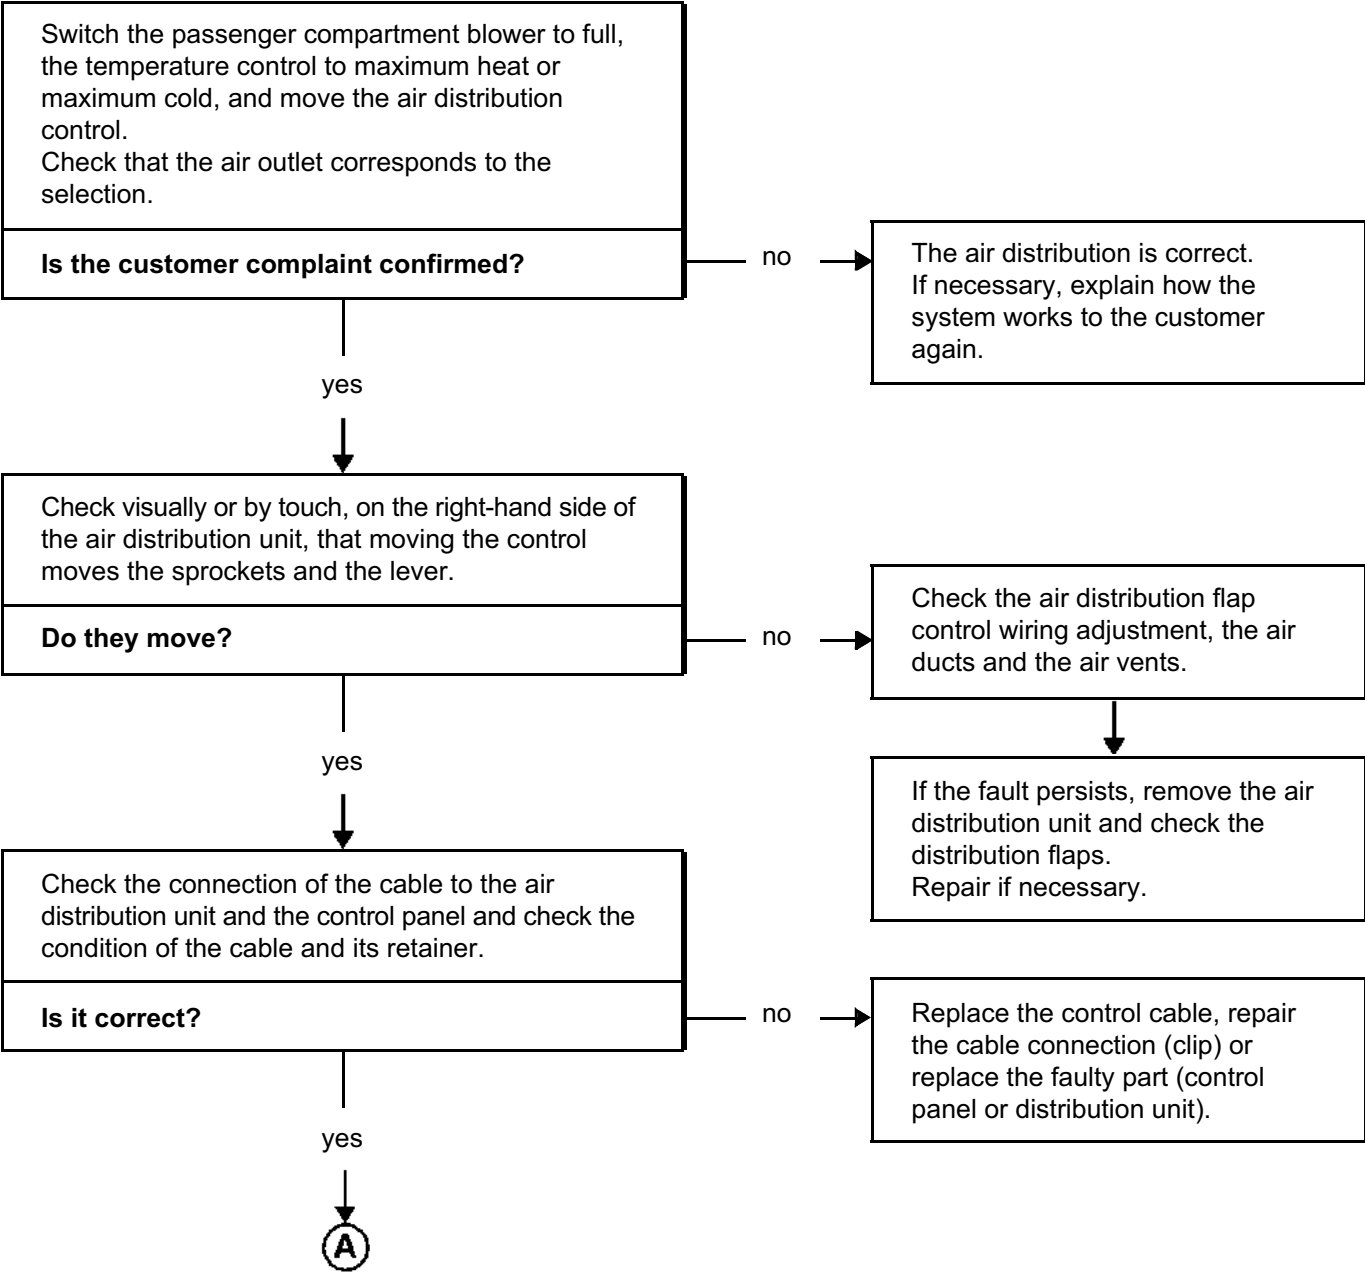 Switch the passenger compartment blower to full,
the temperature control to maximum heat or
maximum cold, and move the air distribution
control.
Check that the air outlet corresponds to the
selection.
Is the customer complaint confirmed?
no
The air distribution is correct.
If necessary, explain how the
system works to the customer
again.
yes
Check visually or by touch, on the right-hand side of
the air distribution unit, that moving the control
moves the sprockets and the lever.
Do they move?
no
Check the air distribution flap
control wiring adjustment, the air
ducts and the air vents.
If the fault persists, remove the air
distribution unit and check the
distribution flaps.
Repair if necessary.
yes
Check the connection of the cable to the air
distribution unit and the control panel and check the
condition of the cable and its retainer.
Is it correct?
no
Replace the control cable, repair
the cable connection (clip) or
replace the faulty part (control
panel or distribution unit).
yes
A